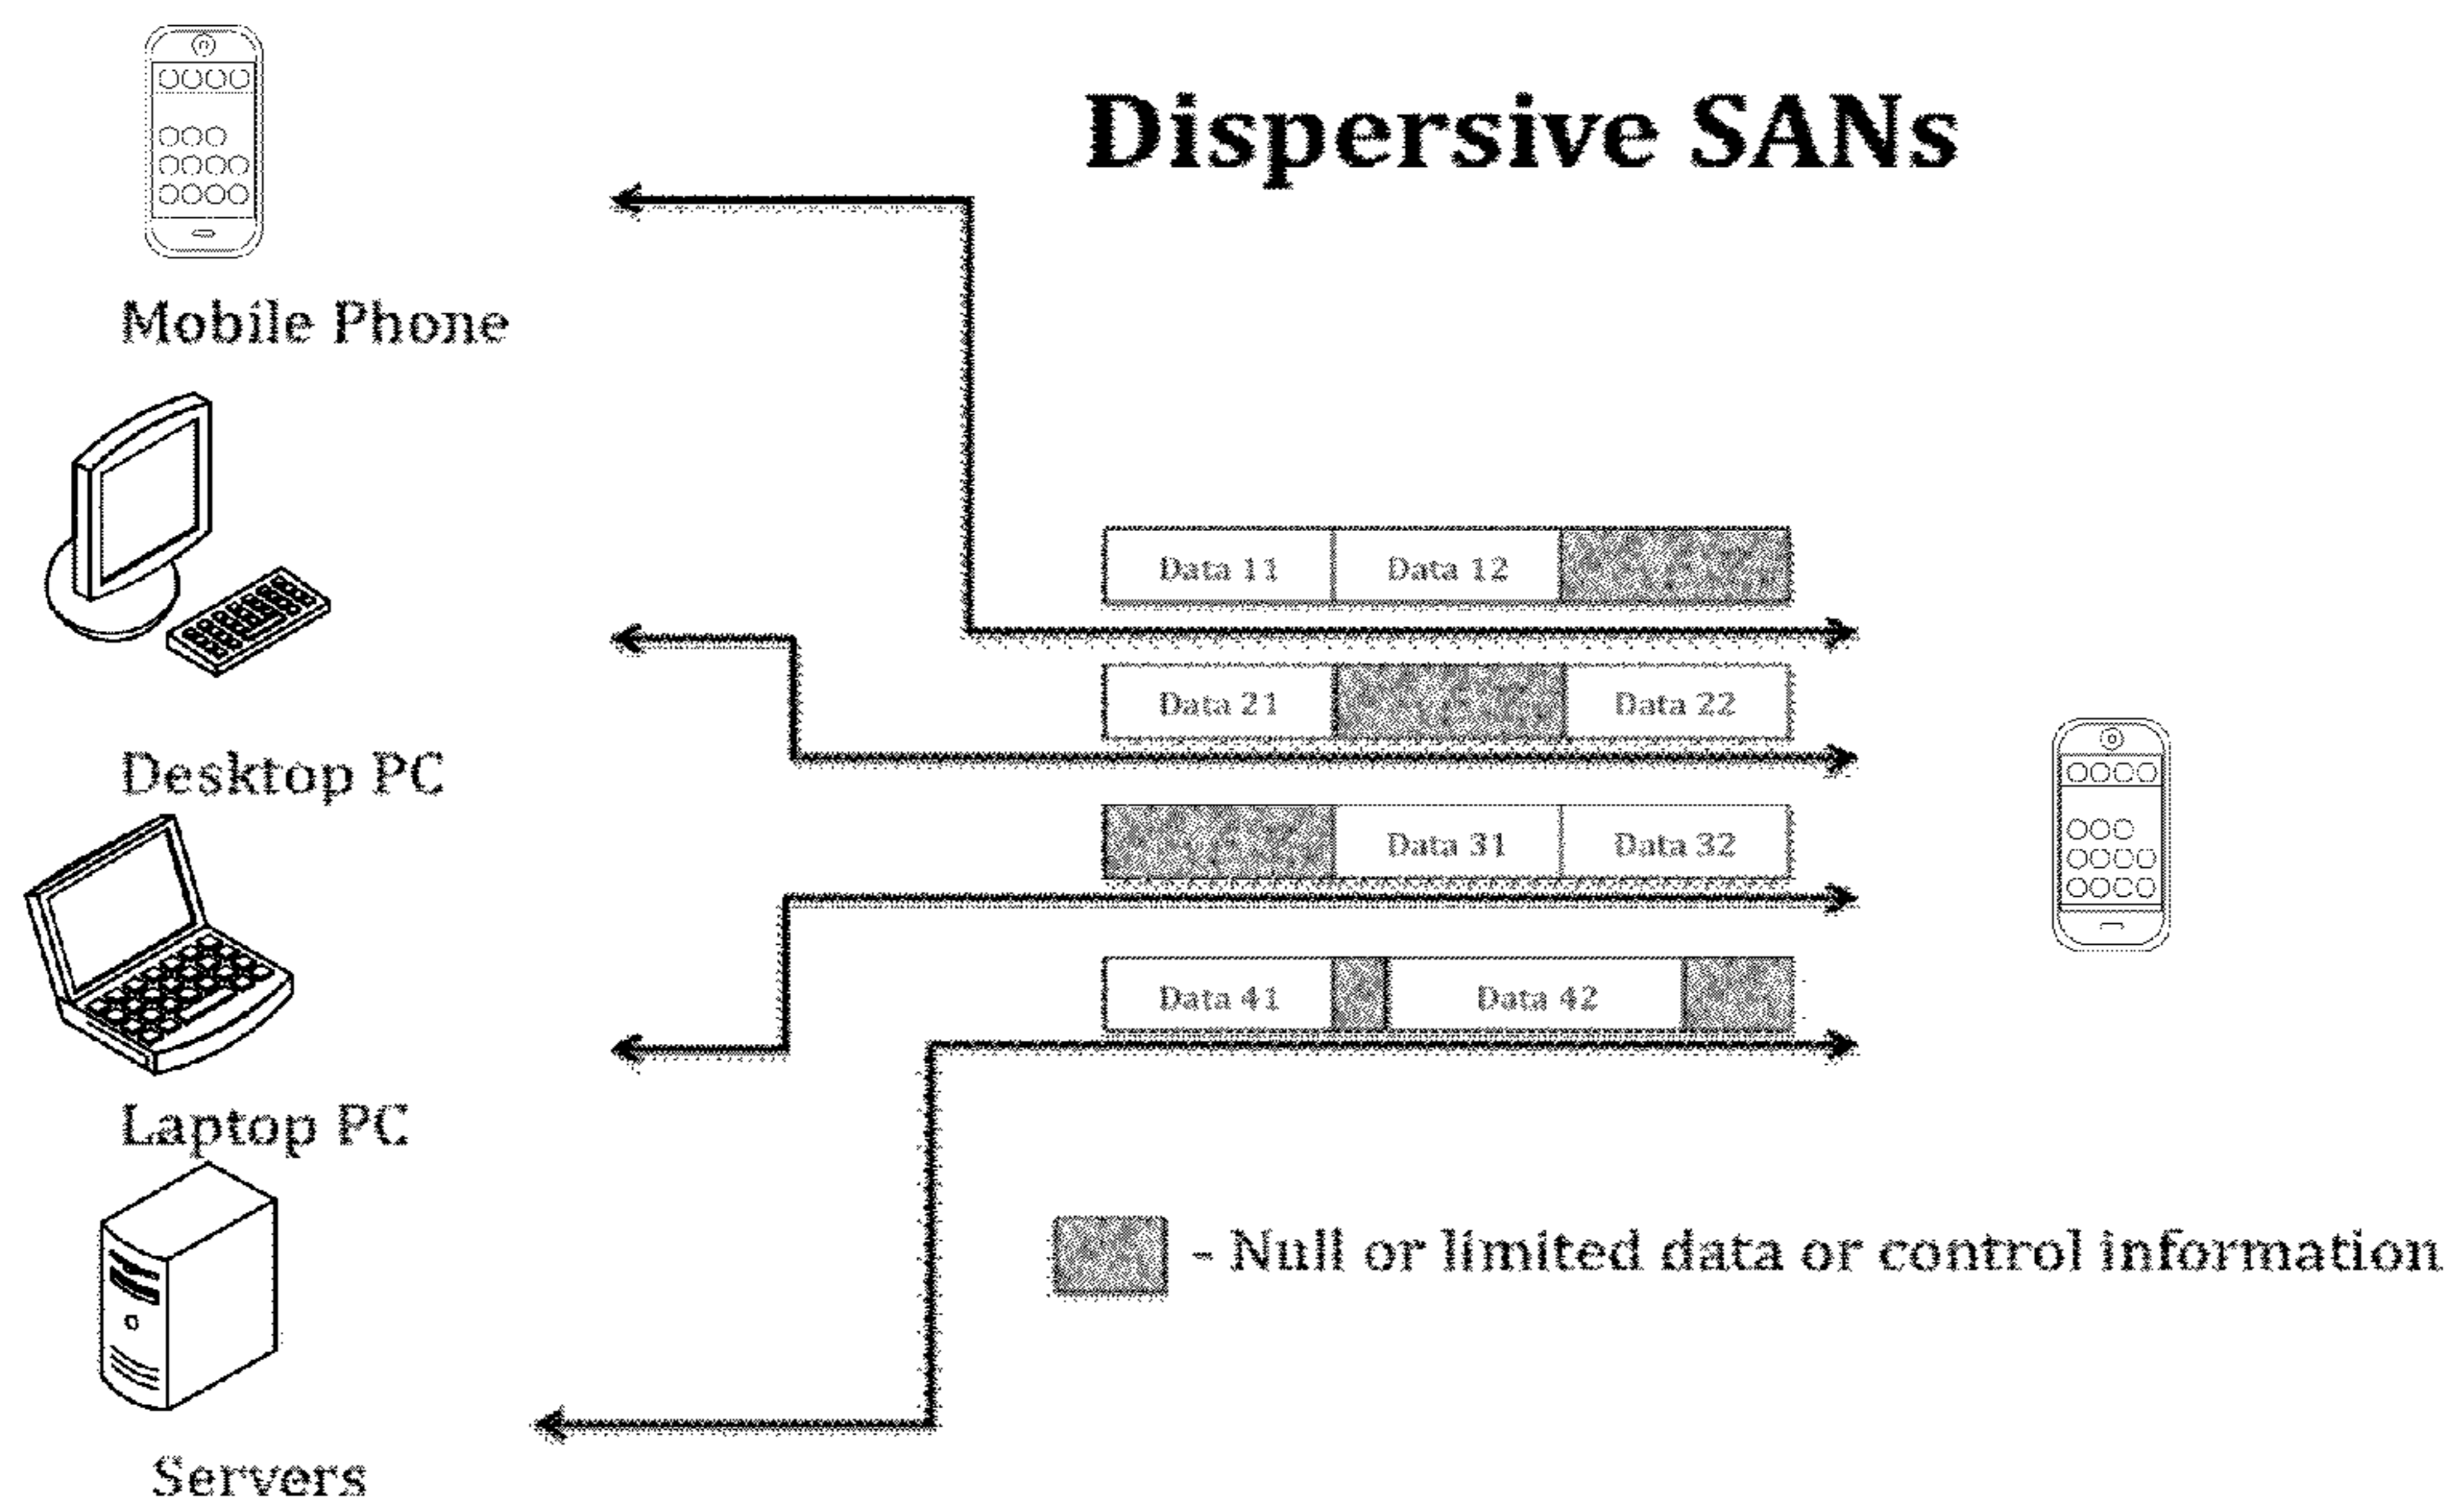 Dispersive SANs
Mobile Phone
Data 11 Data 12
Data 21 Data 22
Desktop PC
Data 31 Data 32
Data 41 Data 42
Laptop PC
- Null or limited data or control information
Servers